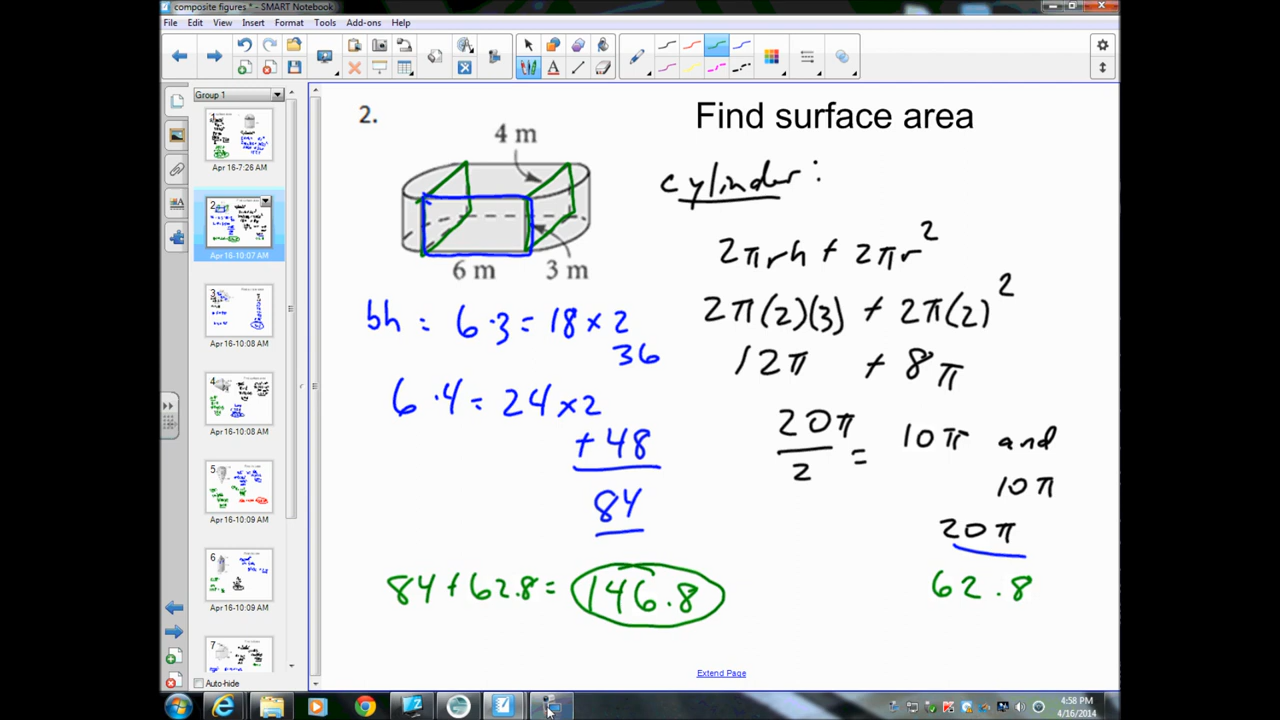 composite figures * - SMART Notebook
File Edit View Insert Format Tools Add-ons Help
Group 1
Apr 16-7:26 AM
Apr 16-10:07 AM
Apr 16-10:08 AM
Apr 16-10:08 AM
Apr 16-10:09 AM
Apr 16-10:09 AM
Auto-hide
2.
Find surface area
4 m
6 m
3 m
cylinder:
2πrh + 2πr²
2π(2)(3) + 2π(2)²
12π + 8π
20π/2 = 10π and
10π
20π
62.8
bh = 6·3 = 18 × 2
36
6·4 = 24 × 2
+ 48
84
84 + 62.8 = 146.8
Extend Page
4:58 PM
4/16/2014